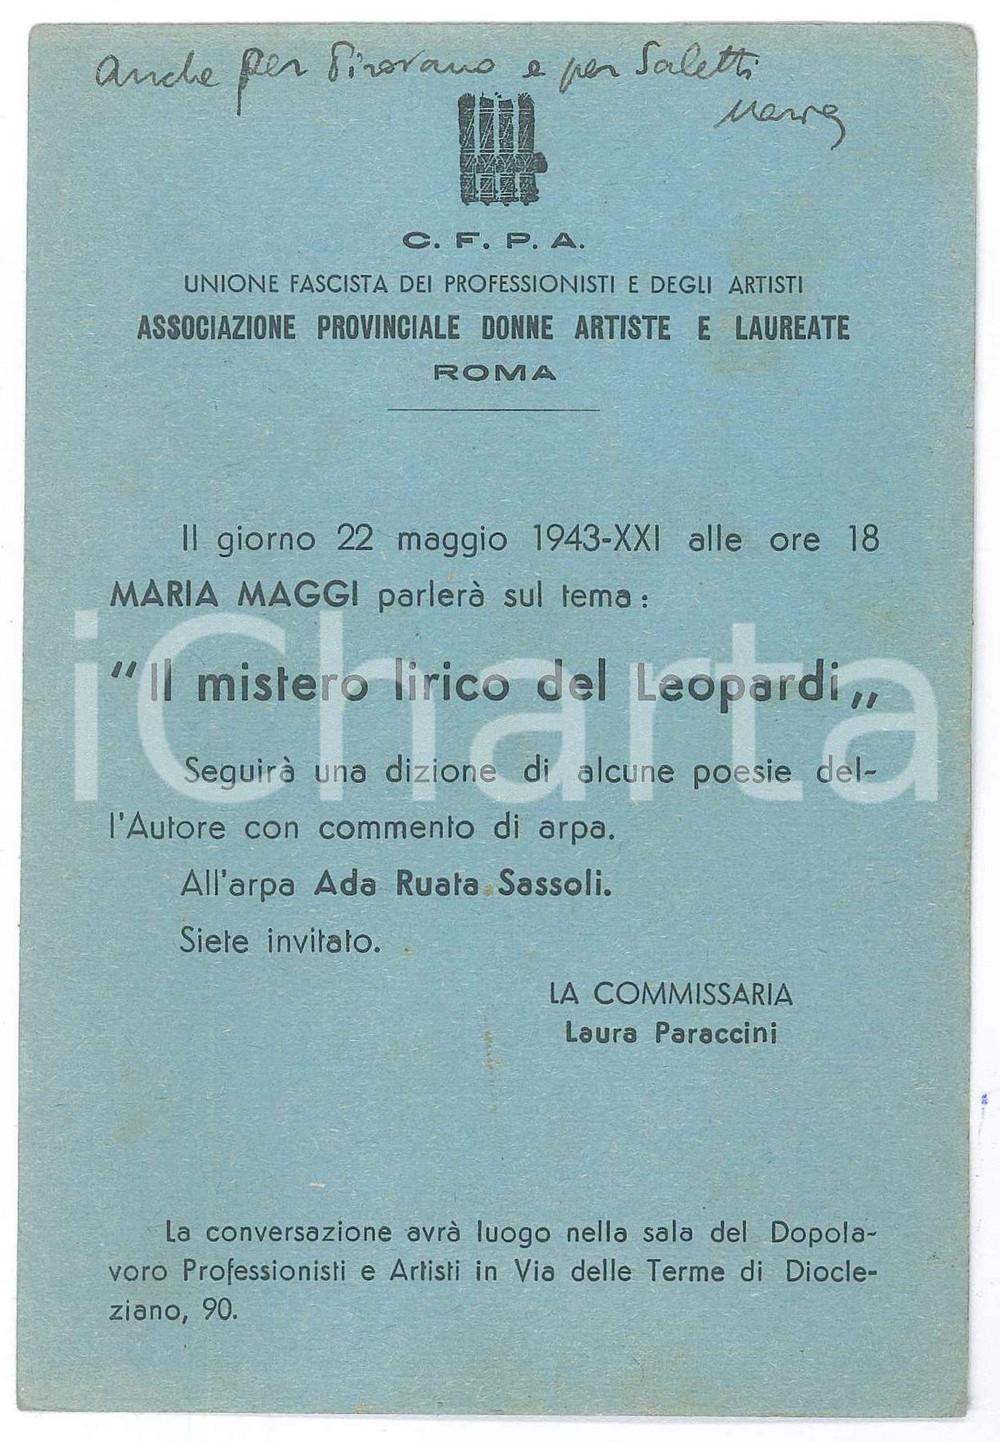 Anche per Pirovano e per Saletti
C. F. P. A.
UNIONE FASCISTA DEI PROFESSIONISTI E DEGLI ARTISTI
ASSOCIAZIONE PROVINCIALE DONNE ARTISTE E LAUREATE
ROMA
Il giorno 22 maggio 1943-XXI alle ore 18
MARIA MAGGI parlerà sul tema :
"Il mistero lirico del Leopardi„
Seguirà una dizione di alcune poesie del-
l'Autore con commento di arpa.
All'arpa Ada Ruata Sassoli.
Siete invitato.
LA COMMISSARIA
Laura Paraccini
La conversazione avrà luogo nella sala del Dopola-
voro Professionisti e Artisti in Via delle Terme di Diocle-
ziano, 90.
iCharta